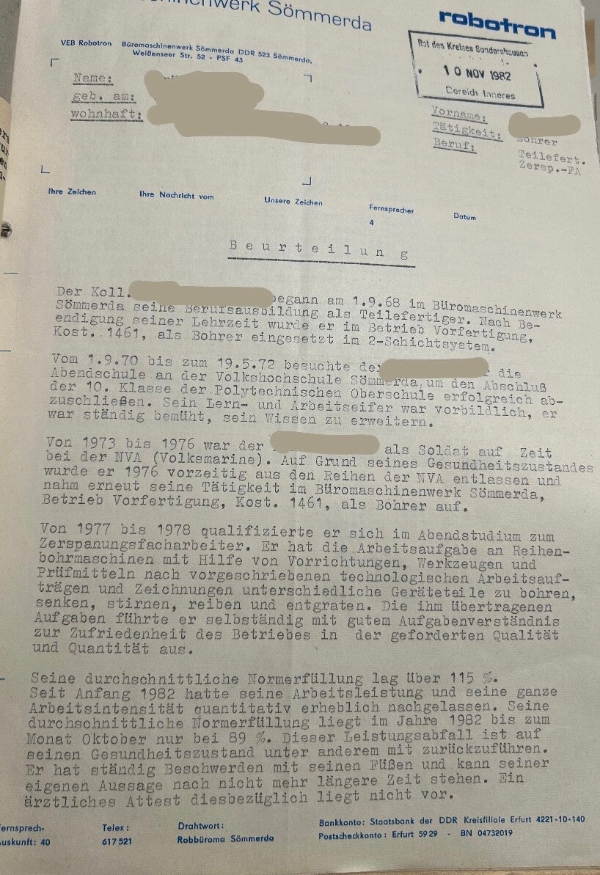 Büromaschinenwerk Sömmerda
robotron
VEB Robotron Büromaschinenwerk Sömmerda DDR 523 Sömmerda,
Weißenseer Str. 52 · PSF 43
Rat des Kreises Sondershausen
10 NOV 1982
Bereich Inneres
Name:
geb. am:
wohnhaft:
Vorname:
Tätigkeit: Bohrer
Beruf: Teilefert.
Zersp.-FA
Ihre Zeichen Ihre Nachricht vom Unsere Zeichen Fernsprecher Datum
4
Beurteilung
Der Koll. begann am 1.9.68 im Büromaschinenwerk
Sömmerda seine Berufsausbildung als Teilefertiger. Nach Be-
endigung seiner Lehrzeit wurde er im Betrieb Vorfertigung,
Kost. 1461, als Bohrer eingesetzt im 2-Schichtsystem.
Vom 1.9.70 bis zum 19.5.72 besuchte der die
Abendschule an der Volkshochschule Sömmerda, um den Abschluß
der 10. Klasse der Polytechnischen Oberschule erfolgreich ab-
zuschließen. Sein Lern- und Arbeitseifer war vorbildlich, er
war ständig bemüht, sein Wissen zu erweitern.
Von 1973 bis 1976 war der als Soldat auf Zeit
bei der NVA (Volksmarine). Auf Grund seines Gesundheitszustandes
wurde er 1976 vorzeitig aus den Reihen der NVA entlassen und
nahm erneut seine Tätigkeit im Büromaschinenwerk Sömmerda,
Betrieb Vorfertigung, Kost. 1461, als Bohrer auf.
Von 1977 bis 1978 qualifizierte er sich im Abendstudium zum
Zerspanungsfacharbeiter. Er hat die Arbeitsaufgabe an Reihen-
bohrmaschinen mit Hilfe von Vorrichtungen, Werkzeugen und
Prüfmitteln nach vorgeschriebenen technologischen Arbeitsauf-
trägen und Zeichnungen unterschiedliche Geräteteile zu bohren,
senken, stirnen, reiben und entgraten. Die ihm übertragenen
Aufgaben führte er selbständig mit gutem Aufgabenverständnis
zur Zufriedenheit des Betriebes in der geforderten Qualität
und Quantität aus.
Seine durchschnittliche Normerfüllung lag über 115 %.
Seit Anfang 1982 hatte seine Arbeitsleistung und seine ganze
Arbeitsintensität quantitativ erheblich nachgelassen. Seine
durchschnittliche Normerfüllung liegt im Jahre 1982 bis zum
Monat Oktober nur bei 89 %. Dieser Leistungsabfall ist auf
seinen Gesundheitszustand unter anderem mit zurückzuführen.
Er hat ständig Beschwerden mit seinen Füßen und kann seiner
eigenen Aussage nach nicht mehr längere Zeit stehen. Ein
ärztliches Attest diesbezüglich liegt nicht vor.
Fernsprech- Telex: Drahtwort: Bankkonto: Staatsbank der DDR Kreisfiliale Erfurt 4221-10-140
Auskunft: 40 617 521 Robbüroma Sömmerda Postscheckkonto: Erfurt 5929 - BN 04732019